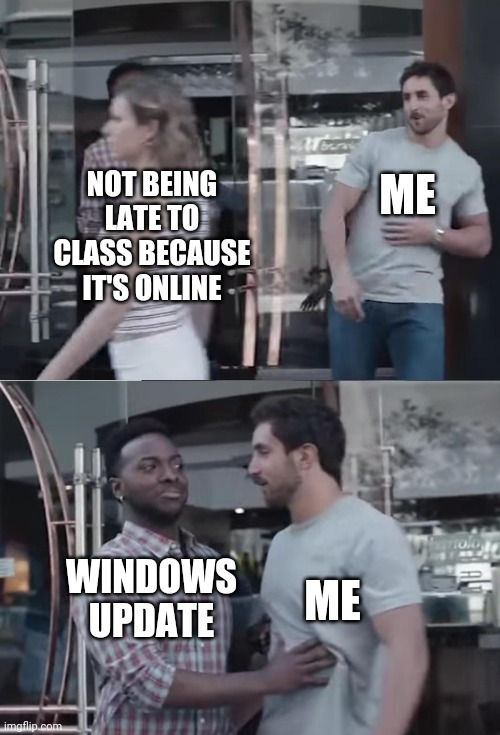 NOT BEING
LATE TO
CLASS BECAUSE
IT'S ONLINE
ME
WINDOWS
UPDATE
ME
imgflip.com